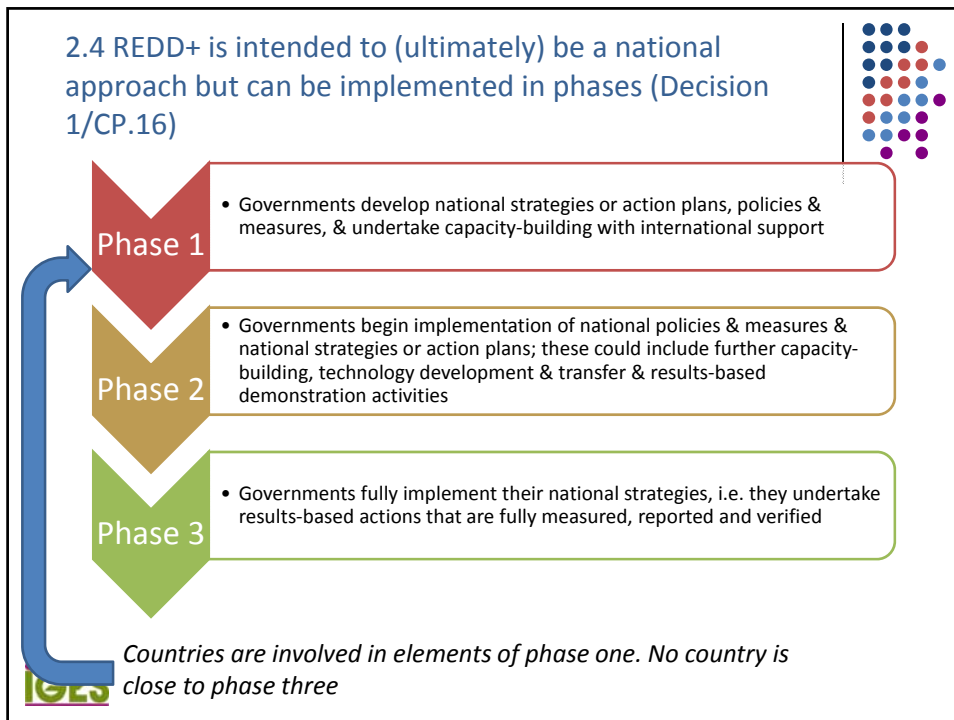 2.4 REDD+ is intended to (ultimately) be a national
approach but can be implemented in phases (Decision
1/CP.16)
Phase 1
• Governments develop national strategies or action plans, policies &
measures, & undertake capacity-building with international support
Phase 2
• Governments begin implementation of national policies & measures &
national strategies or action plans; these could include further capacity-
building, technology development & transfer & results-based
demonstration activities
Phase 3
• Governments fully implement their national strategies, i.e. they undertake
results-based actions that are fully measured, reported and verified
Countries are involved in elements of phase one. No country is
close to phase three
IGES